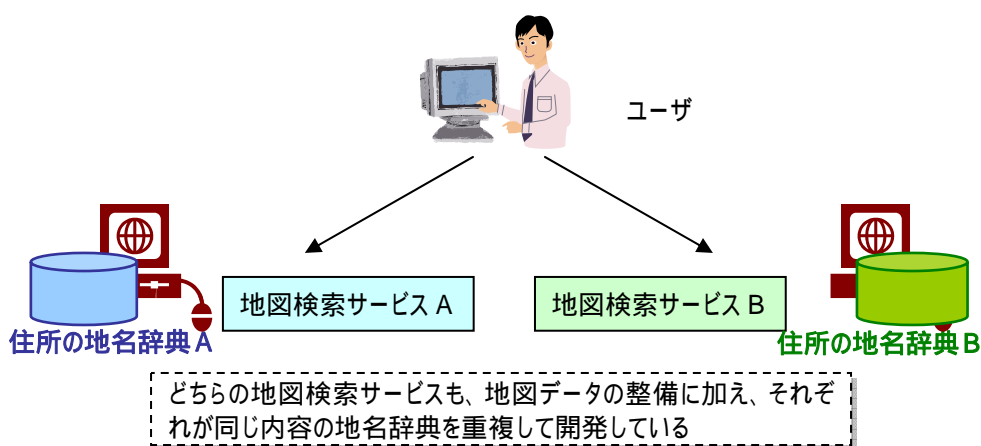 ユーザ
地図検索サービスA
地図検索サービスB
住所の地名辞典A
住所の地名辞典B
どちらの地図検索サービスも、地図データの整備に加え、それぞ
れが同じ内容の地名辞典を重複して開発している